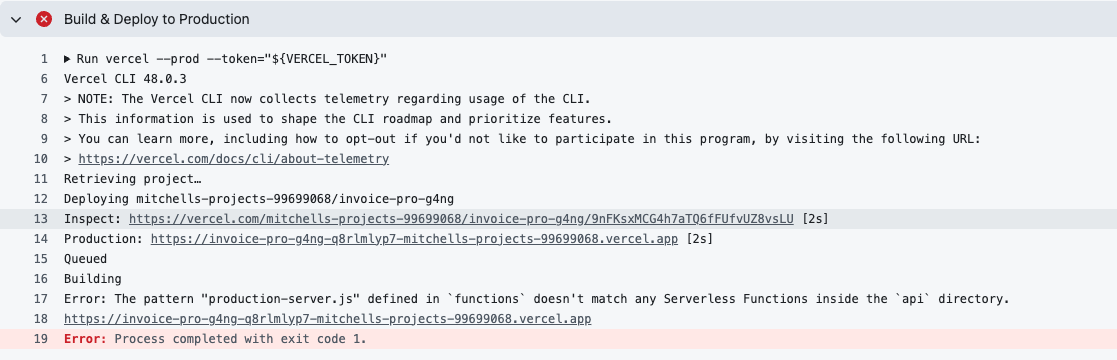 Build & Deploy to Production
1 ▶ Run vercel --prod --token="${VERCEL_TOKEN}"
6 Vercel CLI 48.0.3
7 > NOTE: The Vercel CLI now collects telemetry regarding usage of the CLI.
8 > This information is used to shape the CLI roadmap and prioritize features.
9 > You can learn more, including how to opt-out if you'd not like to participate in this program, by visiting the following URL:
10 > https://vercel.com/docs/cli/about-telemetry
11 Retrieving project…
12 Deploying mitchells-projects-99699068/invoice-pro-g4ng
13 Inspect: https://vercel.com/mitchells-projects-99699068/invoice-pro-g4ng/9nFKsxMCG4h7aTQ6fFUfvUZ8vsLU [2s]
14 Production: https://invoice-pro-g4ng-q8rlmlyp7-mitchells-projects-99699068.vercel.app [2s]
15 Queued
16 Building
17 Error: The pattern "production-server.js" defined in `functions` doesn't match any Serverless Functions inside the `api` directory.
18 https://invoice-pro-g4ng-q8rlmlyp7-mitchells-projects-99699068.vercel.app
19 Error: Process completed with exit code 1.